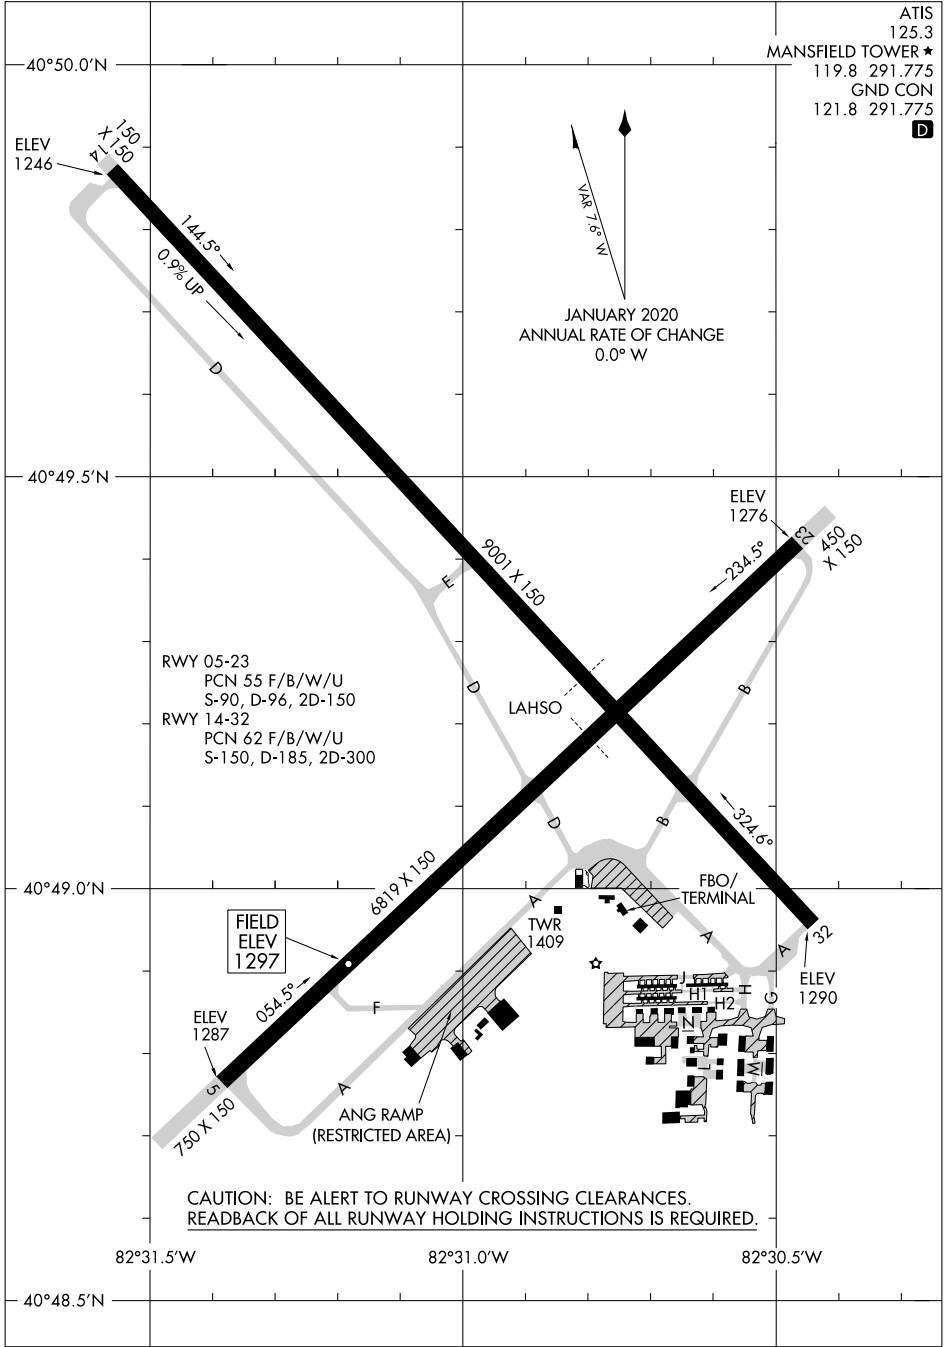 ATIS
125.3
MANSFIELD TOWER ★
119.8 291.775
GND CON
121.8 291.775
D
40°50.0'N
150
X 150
14
ELEV
1246
144.5°
0.9% UP
VAR 7.6° W
JANUARY 2020
ANNUAL RATE OF CHANGE
0.0° W
D
40°49.5'N
ELEV
1276
23
450
X 150
234.5°
9001 X 150
E
RWY 05-23
PCN 55 F/B/W/U
S-90, D-96, 2D-150
RWY 14-32
PCN 62 F/B/W/U
S-150, D-185, 2D-300
D
LAHSO
B
D
B
324.6°
40°49.0'N
6819 X 150
A
FBO/
TERMINAL
TWR
1409
A
A
32
FIELD
ELEV
1297
ELEV
1290
054.5°
F
J
H1
H
H2
G
N
L
W
ELEV
1287
5
750 X 150
A
ANG RAMP
(RESTRICTED AREA)
CAUTION: BE ALERT TO RUNWAY CROSSING CLEARANCES.
READBACK OF ALL RUNWAY HOLDING INSTRUCTIONS IS REQUIRED.
82°31.5'W
82°31.0'W
82°30.5'W
40°48.5'N